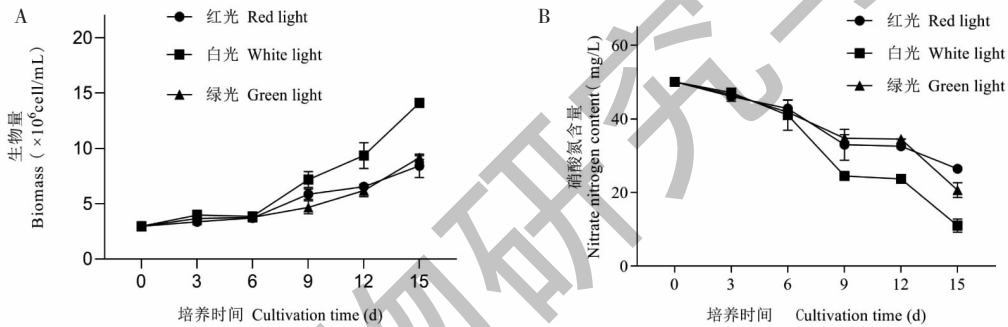 A
红光 Red light
白光 White light
绿光 Green light
20
15
10
5
0
生物量
Biomass（×10⁶cell/mL）
0 3 6 9 12 15
培养时间 Cultivation time (d)
B
红光 Red light
白光 White light
绿光 Green light
60
40
20
0
硝酸氮含量
Nitrate nitrogen content（mg/L）
0 3 6 9 12 15
培养时间 Cultivation time (d)
物研究